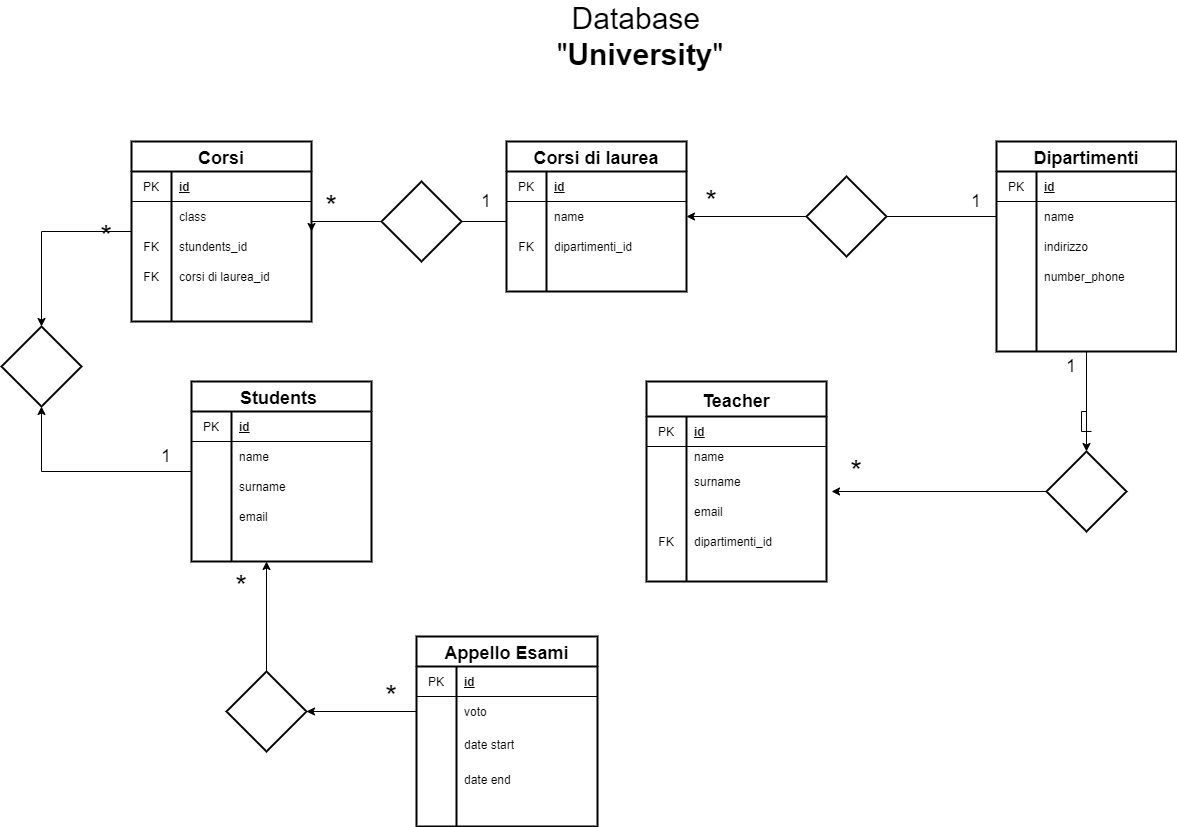 Database
"University"
Corsi
PK id
class
FK stundents_id
FK corsi di laurea_id
*
1
Corsi di laurea
PK id
name
FK dipartimenti_id
*
1
Dipartimenti
PK id
name
indirizzo
number_phone
*
1
Students
PK id
name
surname
email
1
*
Teacher
PK id
name
surname
email
FK dipartimenti_id
*
*
Appello Esami
PK id
voto
date start
date end